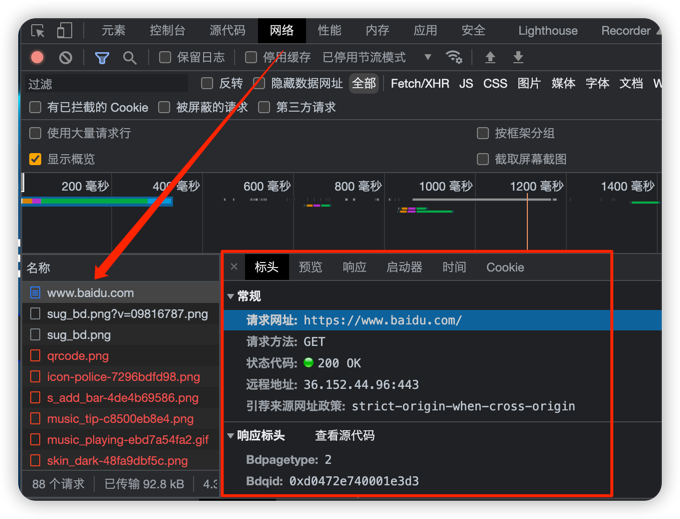 元素 控制台 源代码 网络 性能 内存 应用 安全 Lighthouse Recorder
保留日志 停用缓存 已停用节流模式
过滤 反转 隐藏数据网址 全部 Fetch/XHR JS CSS 图片 媒体 字体 文档 W
有已拦截的 Cookie 被屏蔽的请求 第三方请求
使用大量请求行 按框架分组
显示概览 截取屏幕截图
200 毫秒 400 毫秒 600 毫秒 800 毫秒 1000 毫秒 1200 毫秒 1400 毫秒
名称
www.baidu.com
sug_bd.png?v=09816787.png
sug_bd.png
qrcode.png
icon-police-7296bdfd98.png
s_add_bar-4de4b69586.png
music_tip-c8500eb8e4.png
music_playing-ebd7a54fa2.gif
skin_dark-48fa9dbf5c.png
88 个请求 已传输 92.8 kB 4.3
× 标头 预览 响应 启动器 时间 Cookie
常规
请求网址: https://www.baidu.com/
请求方法: GET
状态代码: 200 OK
远程地址: 36.152.44.96:443
引荐来源网址政策: strict-origin-when-cross-origin
响应标头 查看源代码
Bdpagetype: 2
Bdqid: 0xd0472e740001e3d3